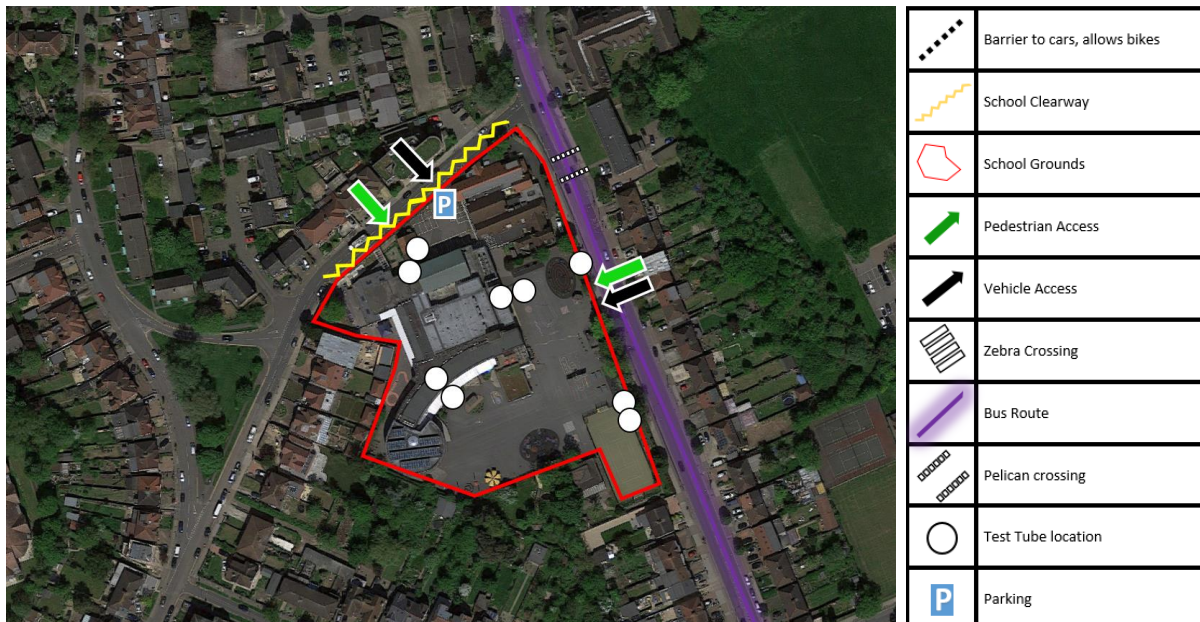 P
Barrier to cars, allows bikes
School Clearway
School Grounds
Pedestrian Access
Vehicle Access
Zebra Crossing
Bus Route
Pelican crossing
Test Tube location
P
Parking